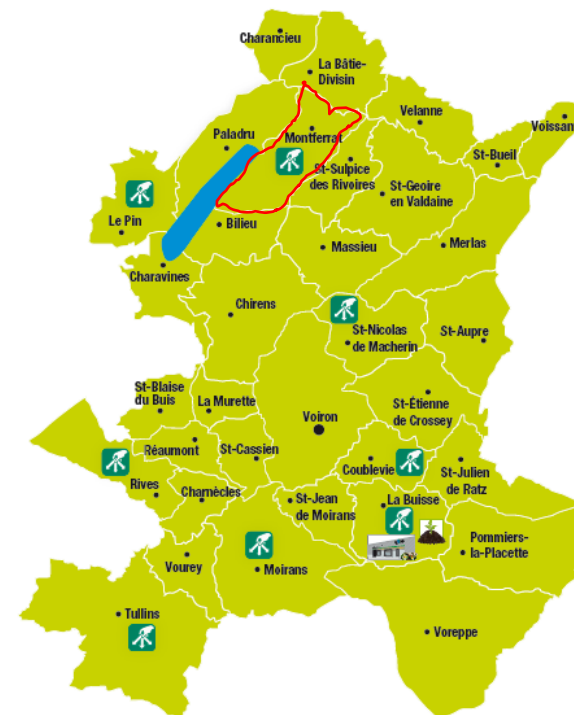 Charancieu
La Bâtie-
Divisin
Velanne
Voissant
Paladru
Montferrat
St-Bueil
St-Sulpice
des Rivoires
St-Geoire
en Valdaine
Le Pin
Bilieu
Massieu
Merlas
Charavines
Chirens
St-Nicolas
de Macherin
St-Aupre
St-Blaise
du Buis
La Murette
St-Étienne
de Crossey
Voiron
Réaumont
St-Cassien
Coublevie
St-Julien
de Ratz
Rives
Charnècles
St-Jean
de Moirans
La Buisse
Pommiers-
la-Placette
Vourey
Moirans
Tullins
Voreppe